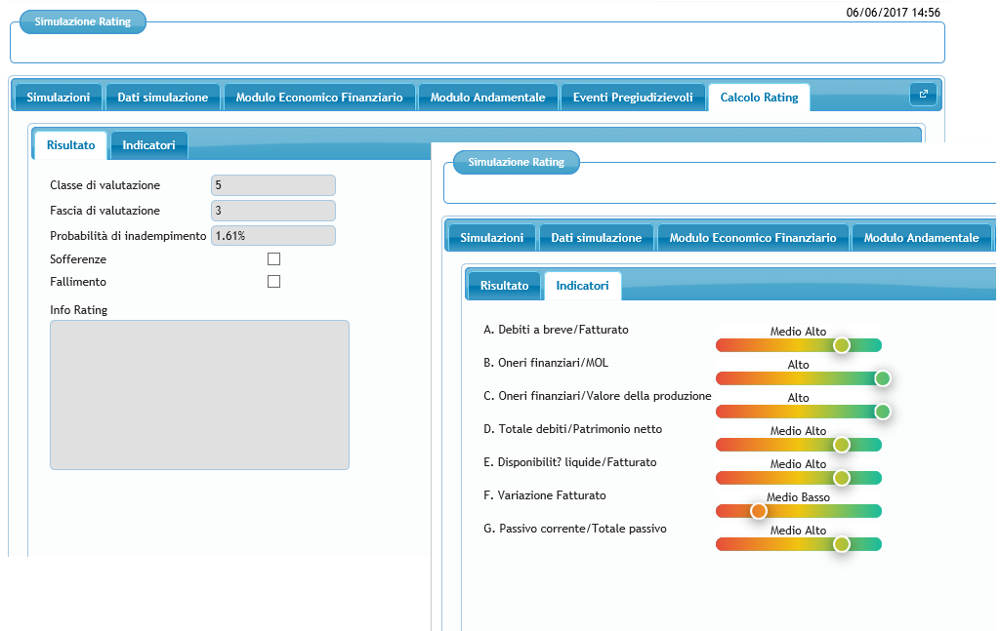 06/06/2017 14:56
Simulazione Rating
Simulazioni
Dati simulazione
Modulo Economico Finanziario
Modulo Andamentale
Eventi Pregiudizievoli
Calcolo Rating
Risultato
Indicatori
Classe di valutazione 5
Fascia di valutazione 3
Probabilità di inadempimento 1.61%
Sofferenze
Fallimento
Info Rating
Simulazione Rating
Simulazioni
Dati simulazione
Modulo Economico Finanziario
Modulo Andamentale
Risultato
Indicatori
A. Debiti a breve/Fatturato Medio Alto
B. Oneri finanziari/MOL Alto
C. Oneri finanziari/Valore della produzione Alto
D. Totale debiti/Patrimonio netto Medio Alto
E. Disponibilit? liquide/Fatturato Medio Alto
F. Variazione Fatturato Medio Basso
G. Passivo corrente/Totale passivo Medio Alto